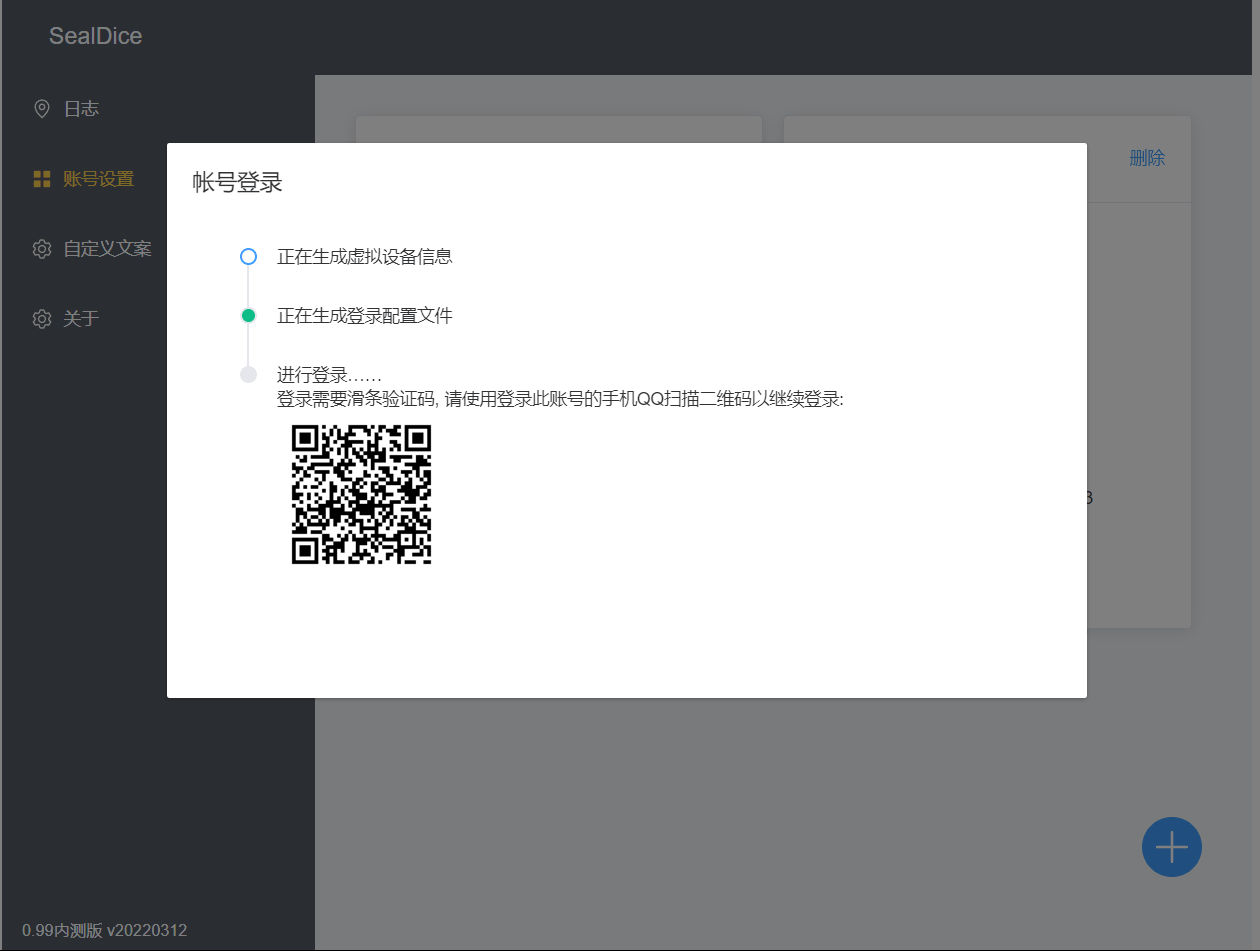 SealDice
日志
账号设置
自定义文案
关于
删除
帐号登录
正在生成虚拟设备信息
正在生成登录配置文件
进行登录……
登录需要滑条验证码, 请使用登录此账号的手机QQ扫描二维码以继续登录:
0.99内测版 v20220312